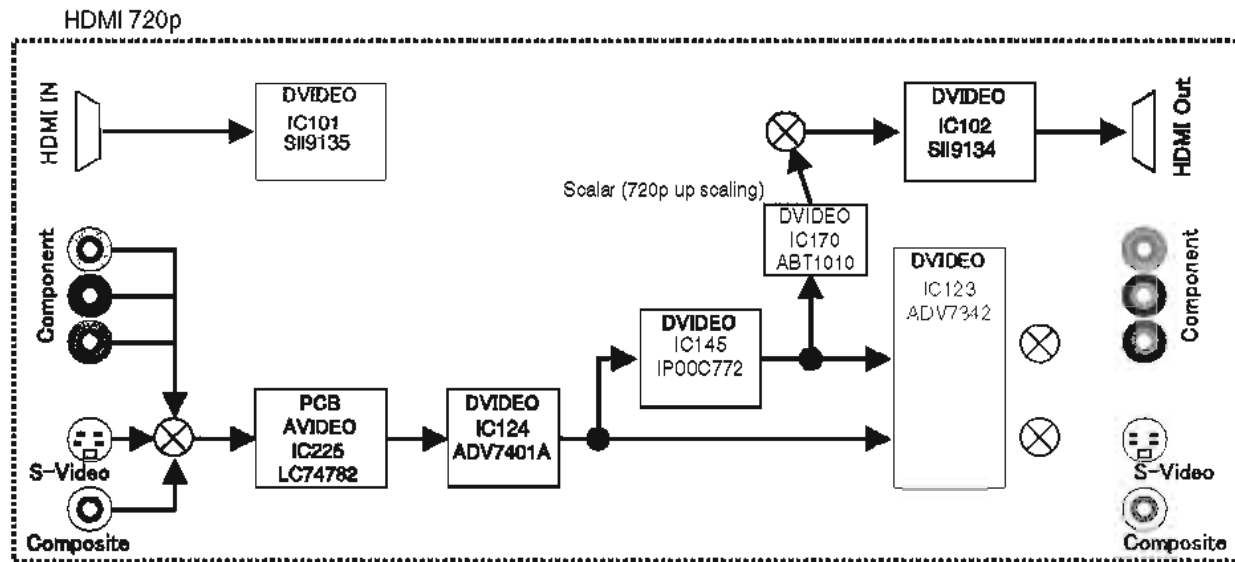 HDMI 720p
HDMI IN
DVIDEO
IC101
SII9135
DVIDEO
IC102
SII9134
HDMI Out
Scalar (720p up scaling)
DVIDEO
IC170
ABT1010
Component
DVIDEO
IC123
ADV7342
Component
DVIDEO
IC145
IP00C772
PCB
AVIDEO
IC225
LC74782
DVIDEO
IC124
ADV7401A
S-Video
S-Video
Composite
Composite